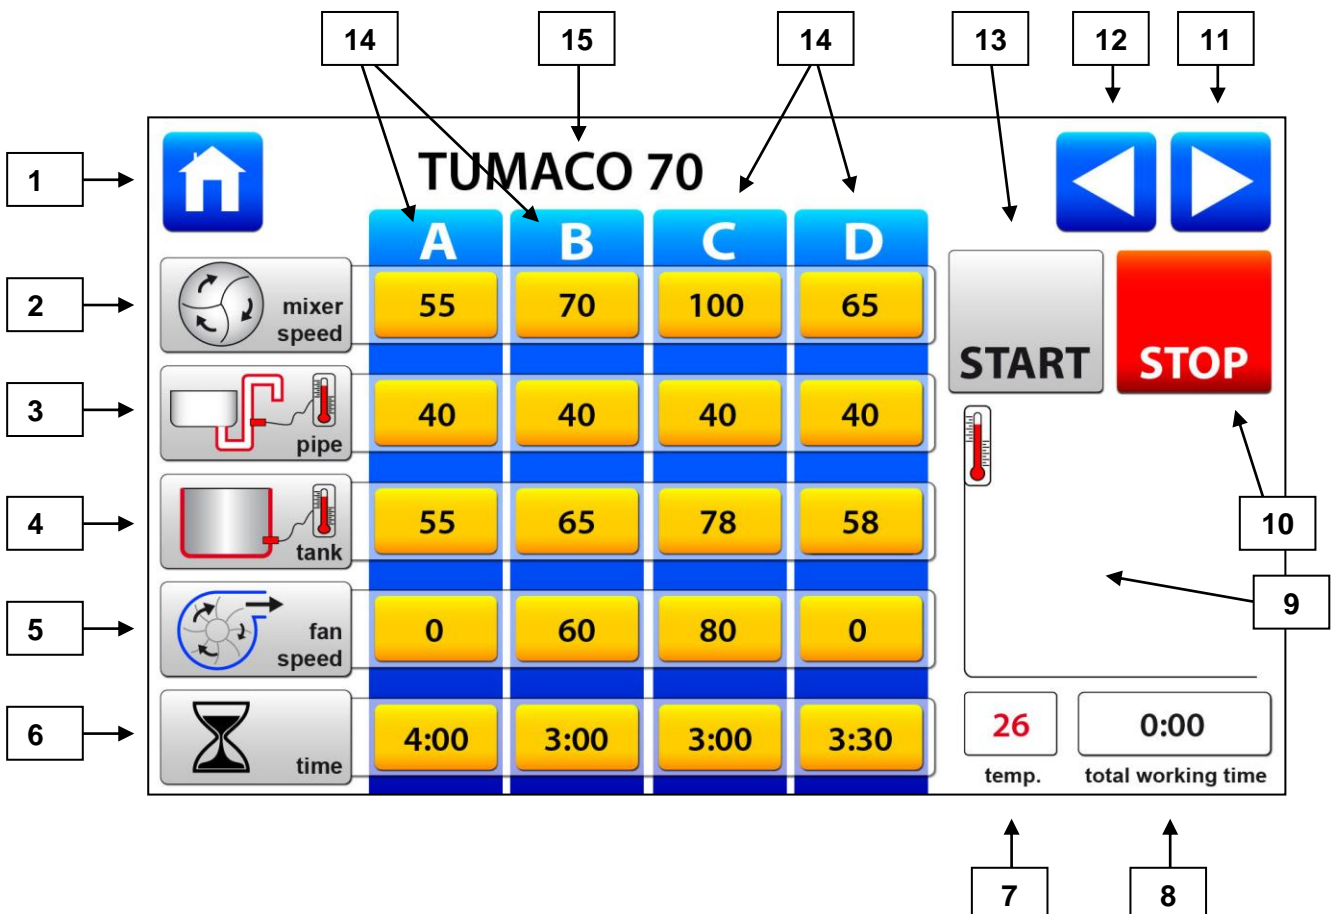 14 15 14 13 12 11
1
TUMACO 70
A B C D
2
mixer
speed
55 70 100 65
START STOP
3
pipe
40 40 40 40
4
tank
55 65 78 58
10
9
5
fan
speed
0 60 80 0
6
time
4:00 3:00 3:00 3:30
26 0:00
temp. total working time
7 8